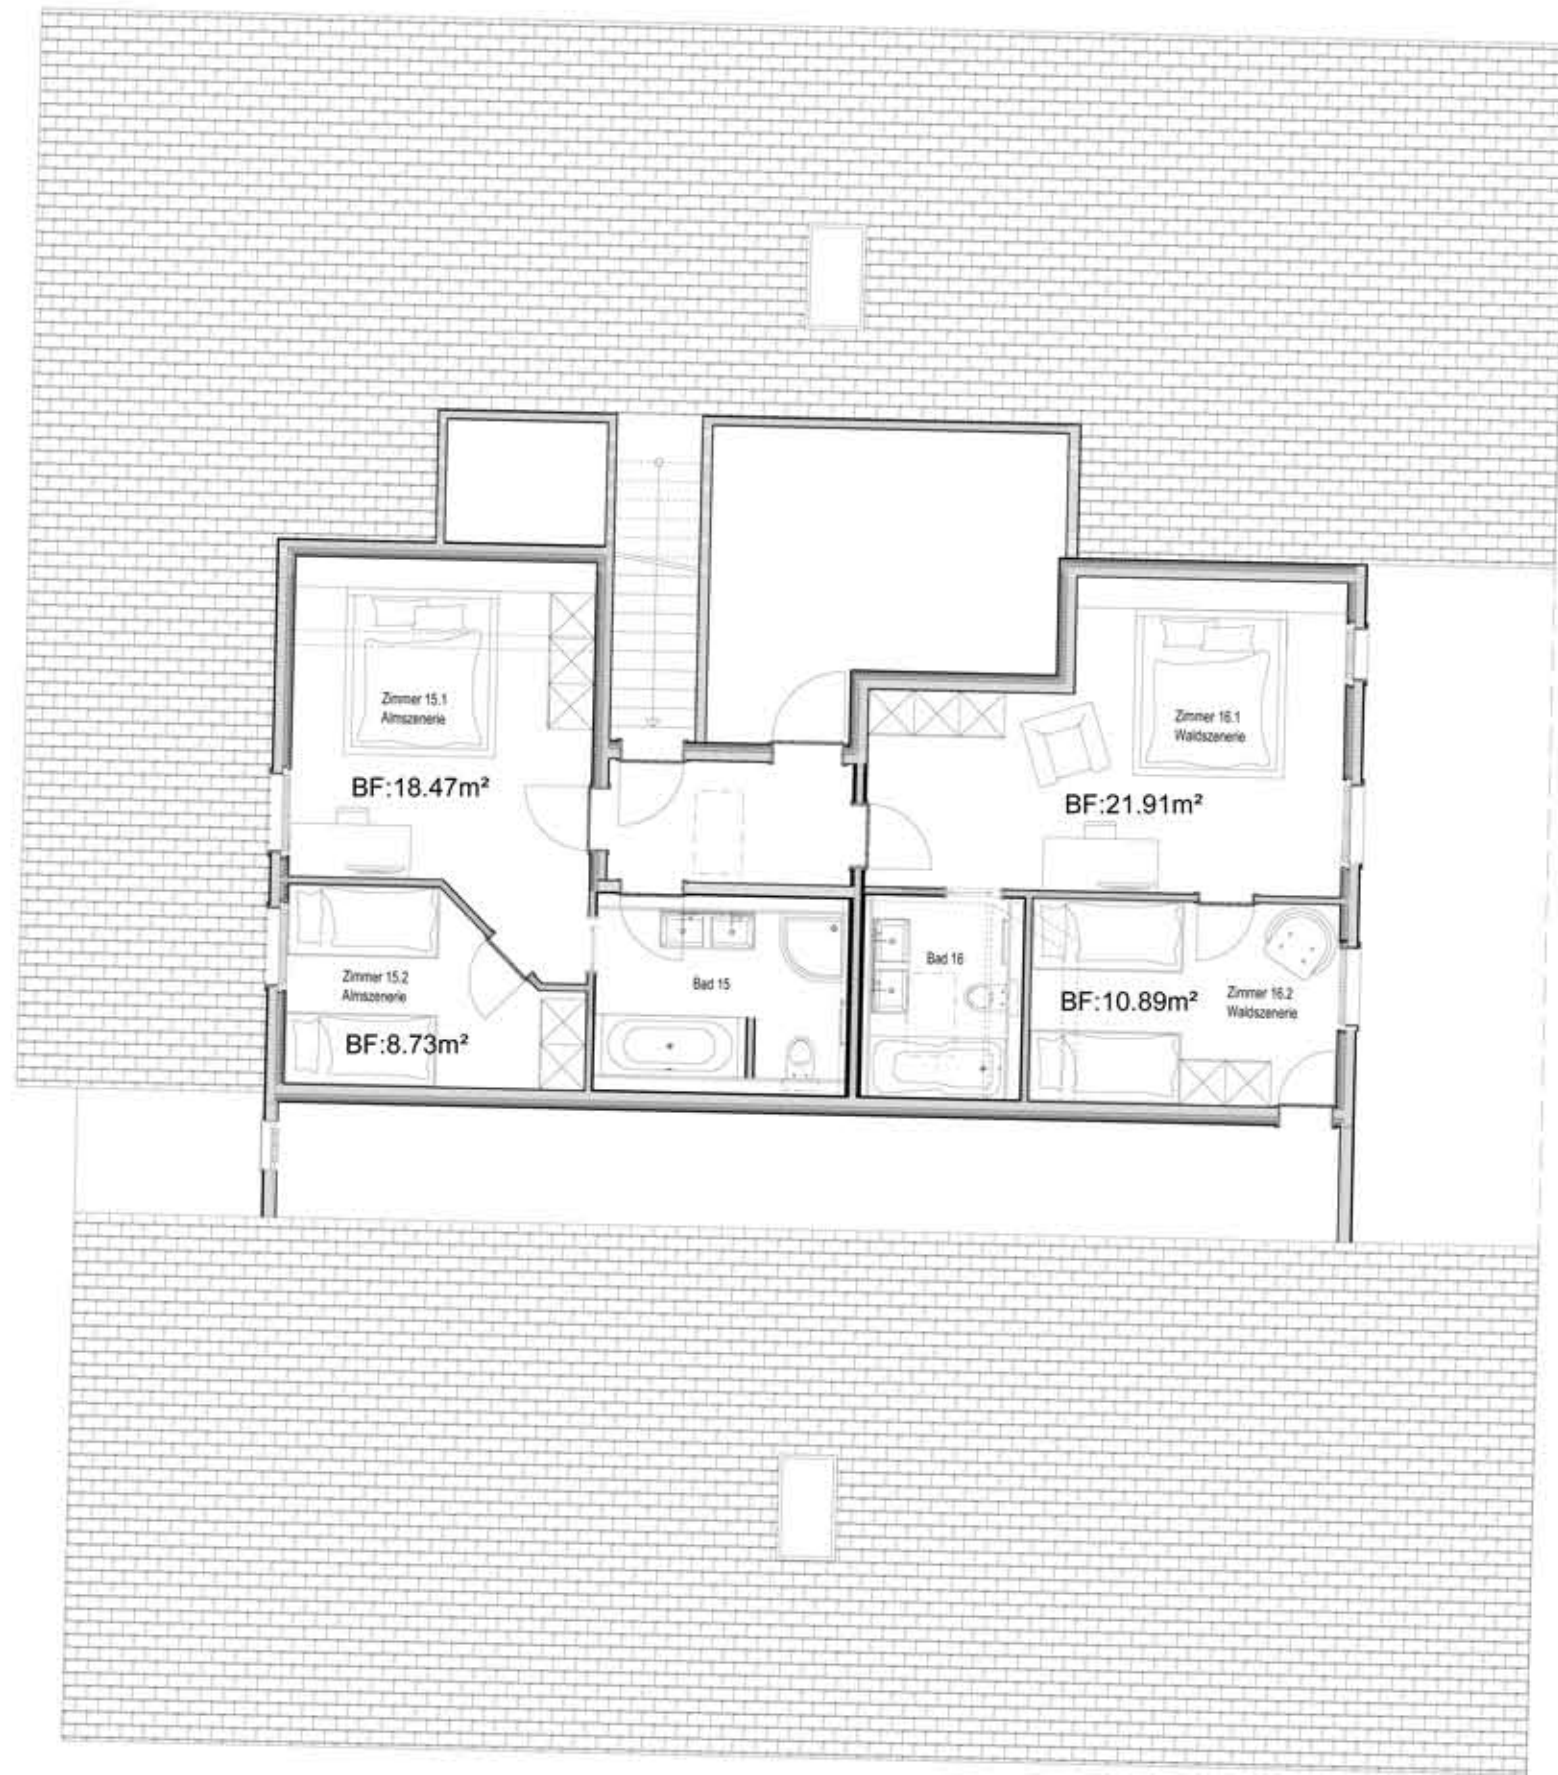 Zimmer 15.1
Almszenerie
BF:18.47m²
Zimmer 16.1
Waldszenerie
BF:21.91m²
Zimmer 15.2
Almszenerie
BF:8.73m²
Bad 15
Bad 16
BF:10.89m²
Zimmer 16.2
Waldszenerie